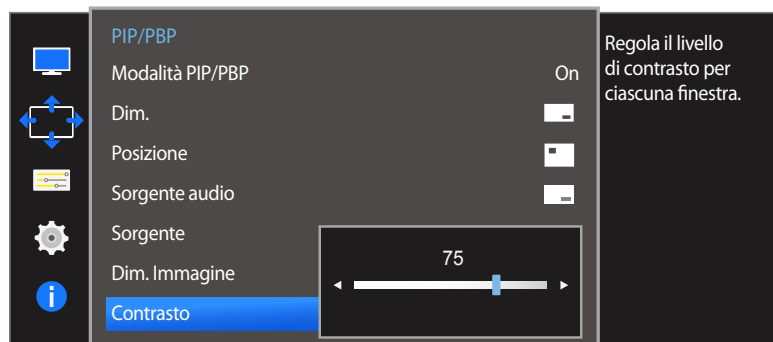 PIP/PBP
Modalità PIP/PBP On
Dim.
Posizione
Sorgente audio
Sorgente
Dim. Immagine
Contrasto
75
Regola il livello
di contrasto per
ciascuna finestra.
i